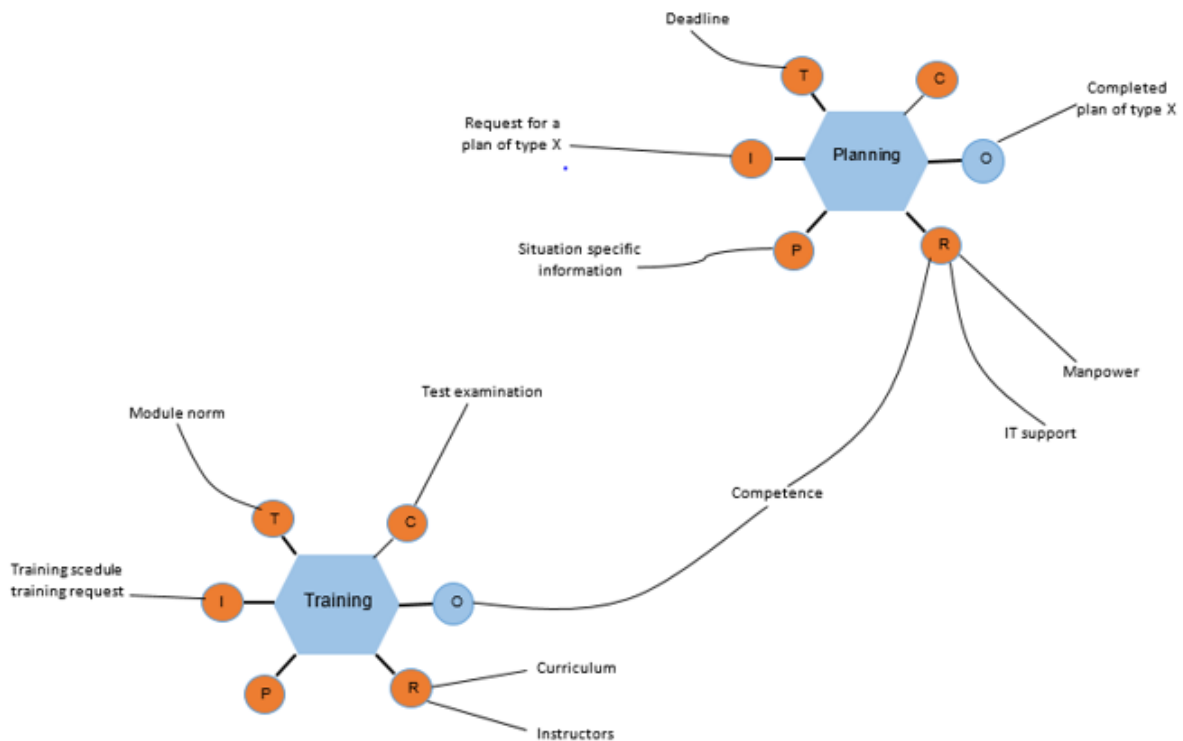 Deadline
T
C
Completed
plan of type X
Request for a
plan of type X
I
Planning
O
Situation specific
information
P
R
Manpower
IT support
Test examination
Module norm
Competence
T
C
Training scedule
training request
I
Training
O
Curriculum
P
R
Instructors